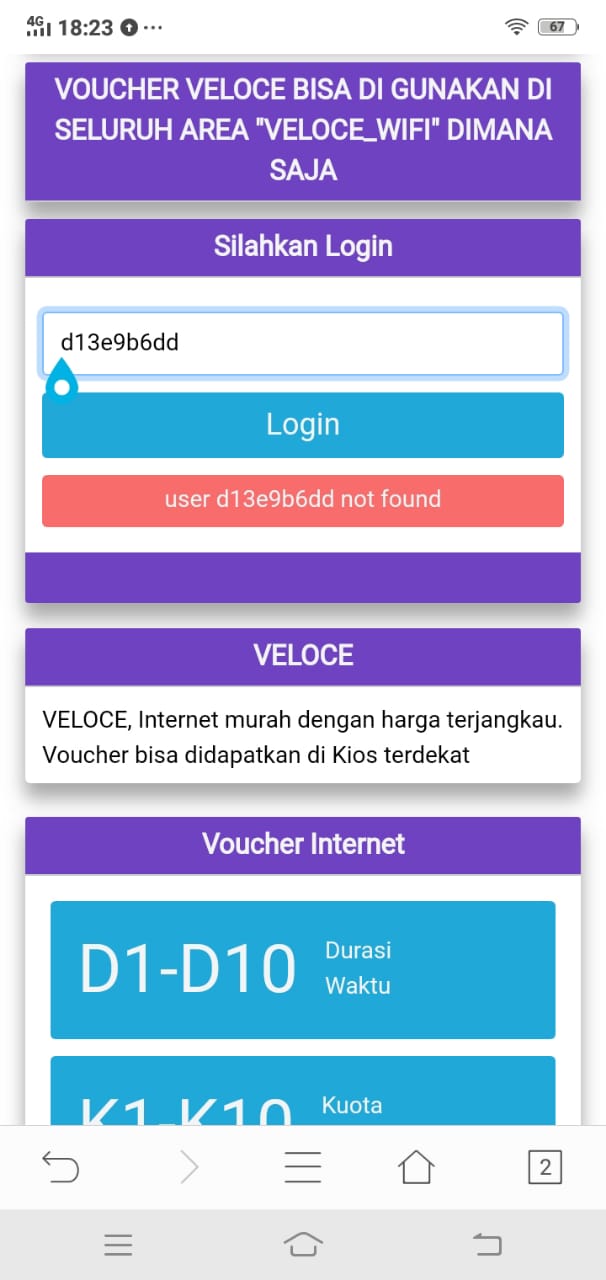 4G 18:23 ...
67
VOUCHER VELOCE BISA DI GUNAKAN DI
SELURUH AREA "VELOCE_WIFI" DIMANA
SAJA
Silahkan Login
d13e9b6dd
Login
user d13e9b6dd not found
VELOCE
VELOCE, Internet murah dengan harga terjangkau.
Voucher bisa didapatkan di Kios terdekat
Voucher Internet
D1-D10
Durasi
Waktu
K1-K10
Kuota
2